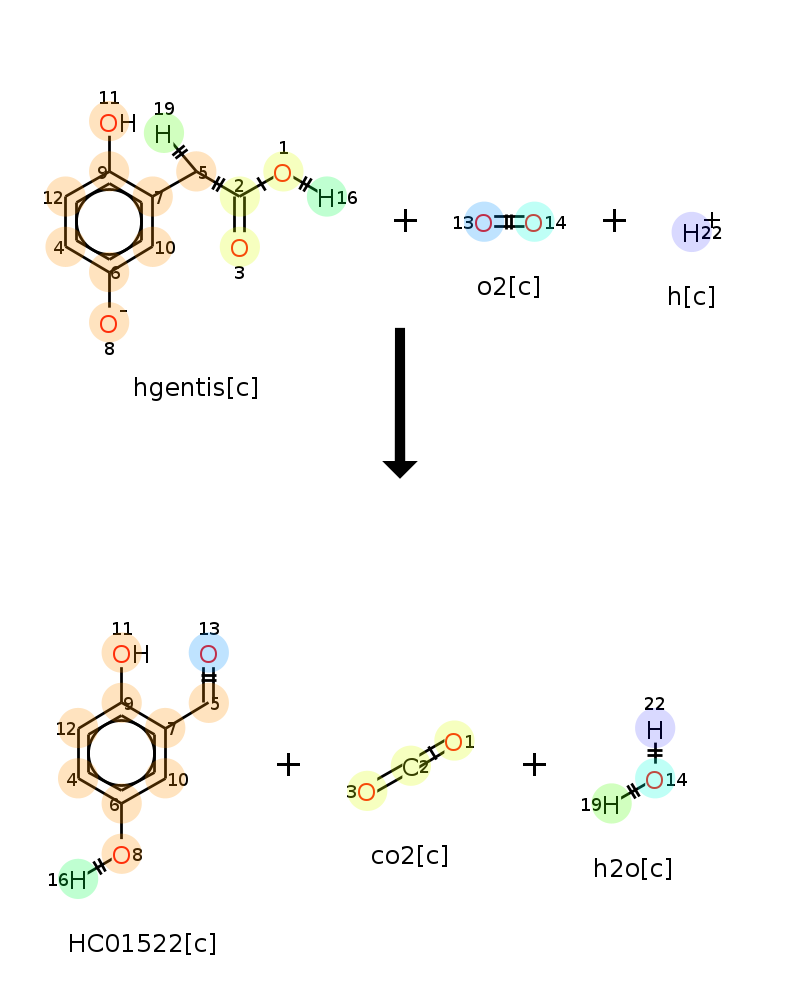 11
OH
19
H
1
9
5
2
O
12
7
H16
4
10
6
O
3
O-
8
hgentis[c]
+
13O
O14
o2[c]
+
H+
22
h[c]
11
OH
13
O
9
5
12
7
4
10
6
O8
16H
HC01522[c]
+
O1
C2
3O
co2[c]
+
22
H
O14
19H
h2o[c]